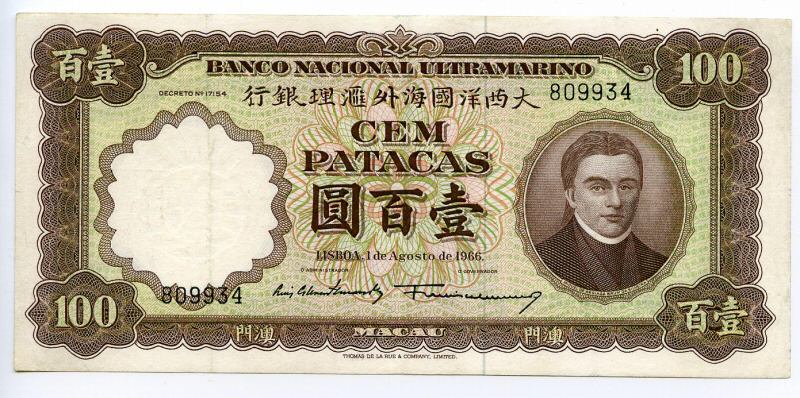 壹百
BANCO NACIONAL ULTRAMARINO
100
DECRETO Nº 17154
大西洋國海外滙理銀行
809934
CEM
PATACAS
壹百圓
LISBOA, 1 de Agosto de 1966.
O ADMINISTRADOR
O GOVERNADOR
809934
100
壹百
澳門
MACAU
澳門
THOMAS DE LA RUE & COMPANY, LIMITED.